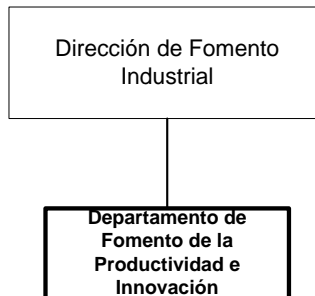 Dirección de Fomento
Industrial
Departamento de
Fomento de la
Productividad e
Innovación